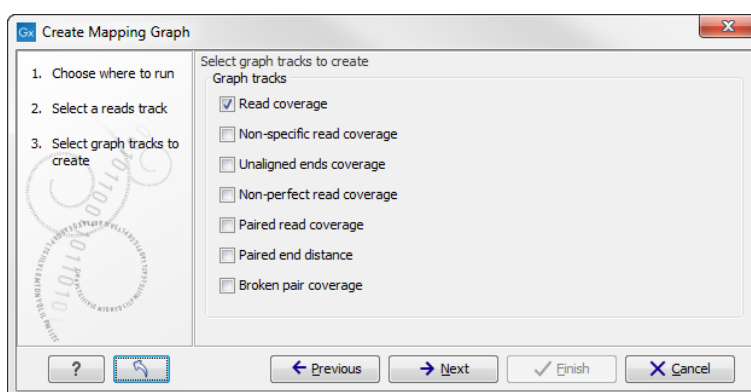 Gx Create Mapping Graph
1. Choose where to run
2. Select a reads track
3. Select graph tracks to
create
Select graph tracks to create
Graph tracks
Read coverage
Non-specific read coverage
Unaligned ends coverage
Non-perfect read coverage
Paired read coverage
Paired end distance
Broken pair coverage
? Previous Next Finish Cancel